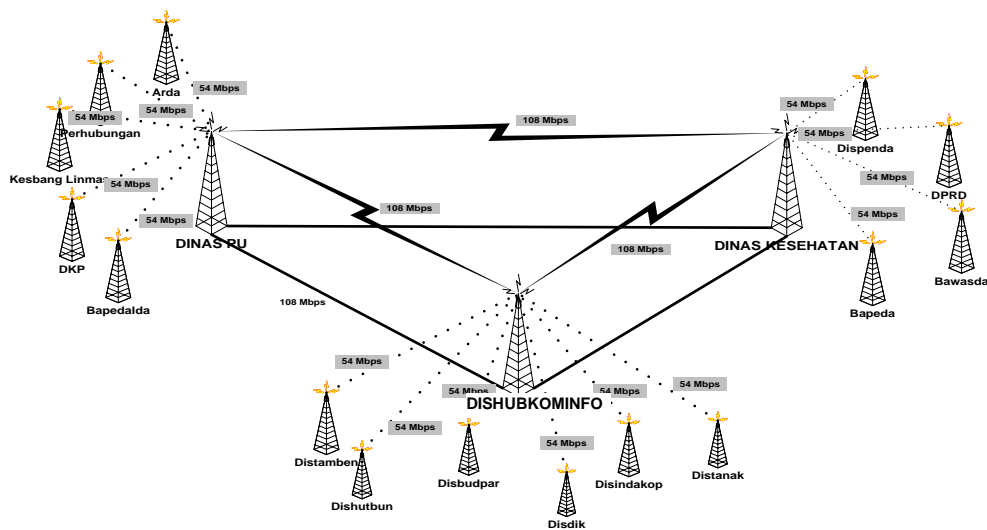 Arda
54 Mbps
54 Mbps
54 Mbps
Perhubungan
Kesbang Linmas
54 Mbps
DKP
54 Mbps
Bapedalda
DINAS PU
108 Mbps
108 Mbps
108 Mbps
108 Mbps
54 Mbps
54 Mbps
Dispenda
54 Mbps
DPRD
54 Mbps
Bawasda
Bapeda
DINAS KESEHATAN
DISHUBKOMINFO
54 Mbps
54 Mbps
54 Mbps
54 Mbps
54 Mbps
54 Mbps
Distamben
Dishutbun
Disbudpar
Disdik
Disindakop
Distanak